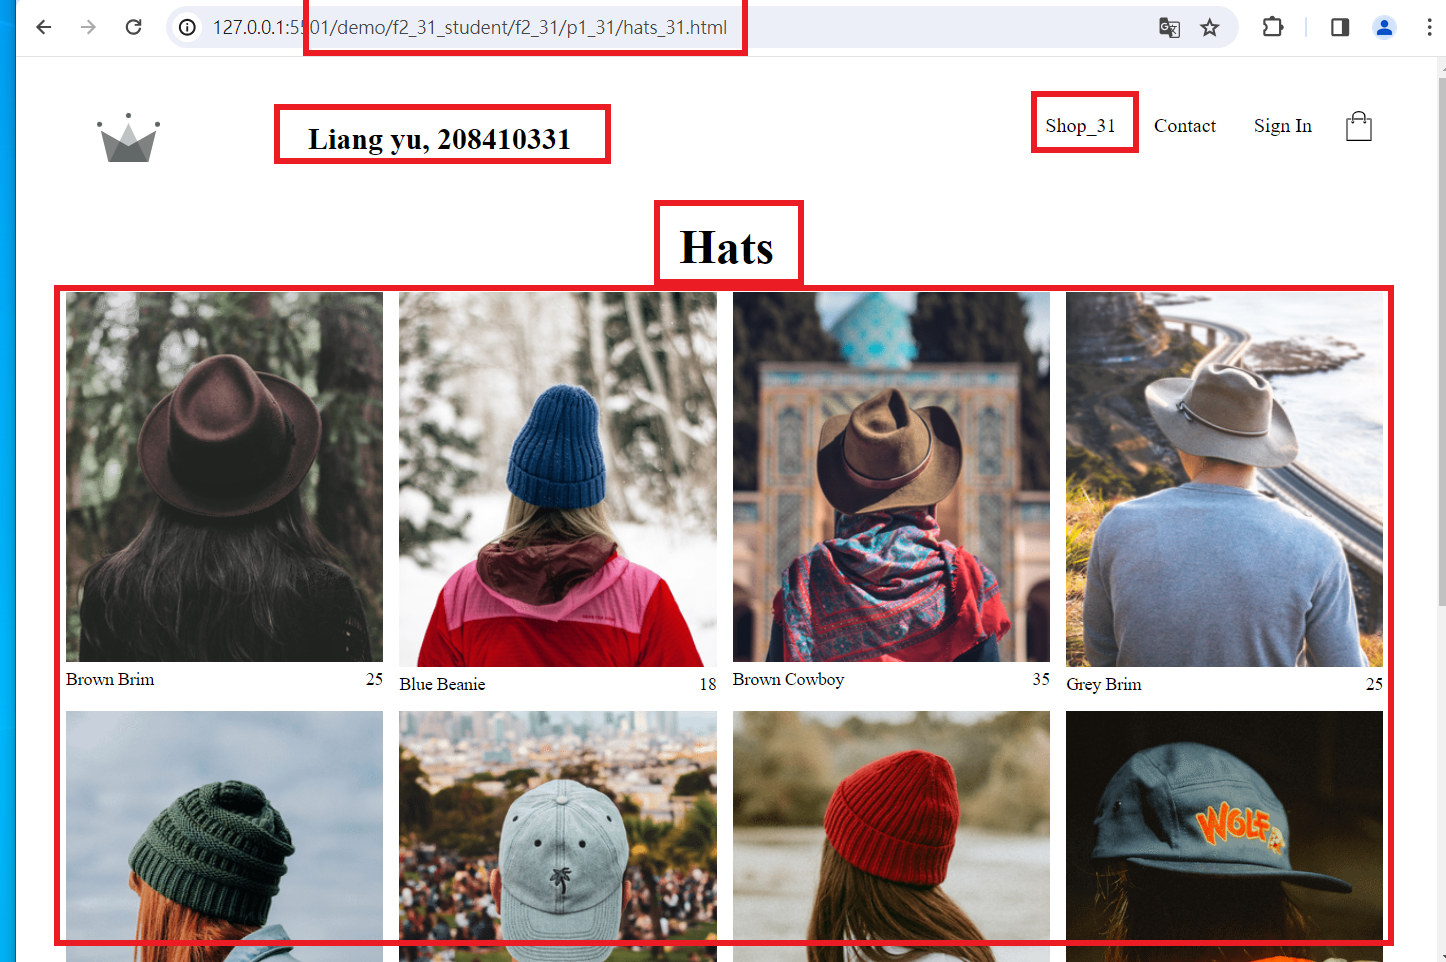 127.0.0.1:5501/demo/f2_31_student/f2_31/p1_31/hats_31.html
Liang yu, 208410331
Shop_31 Contact Sign In
Hats
Brown Brim 25
Blue Beanie 18
Brown Cowboy 35
Grey Brim 25
WOLF